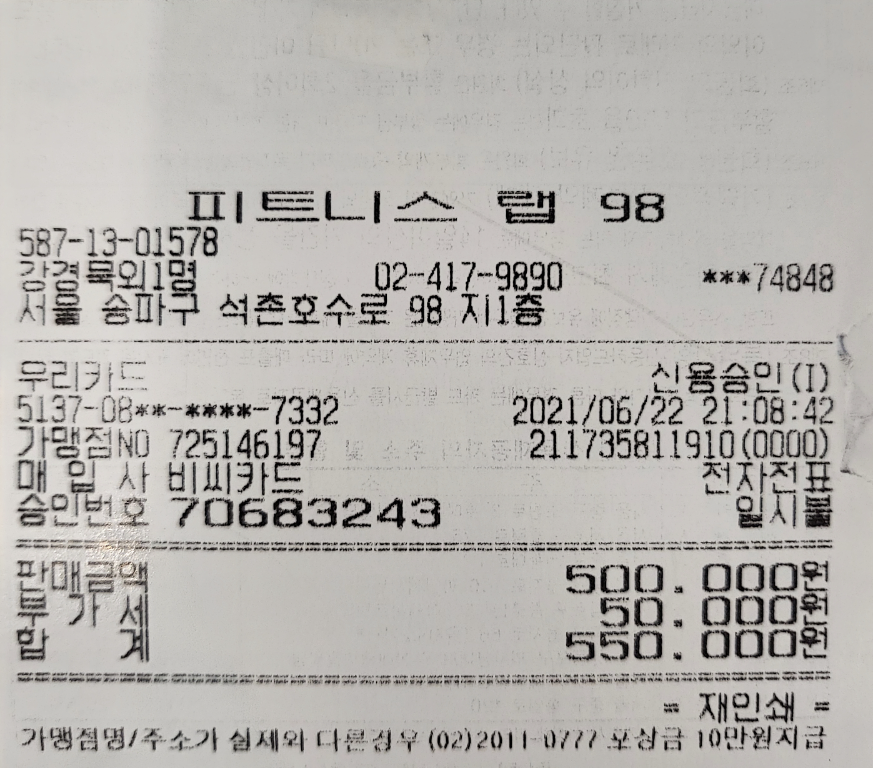 피트니스 랩 98
587-13-01578
강경묵외1명 02-417-9890 ***74848
서울 송파구 석촌호수로 98 지1층
우리카드 신용승인(I)
5137-08**-****-7332 2021/06/22 21:08:42
가맹점NO 725146197 211735811910(0000)
매 입 사 비씨카드 전자전표
승인번호 70683243 일시불
판매금액 500.000원
부 가 세 50.000원
합 계 550.000원
= 재인쇄 =
가맹점명/주소가 실제와 다른경우(02)2011-0777 포상금 10만원지급